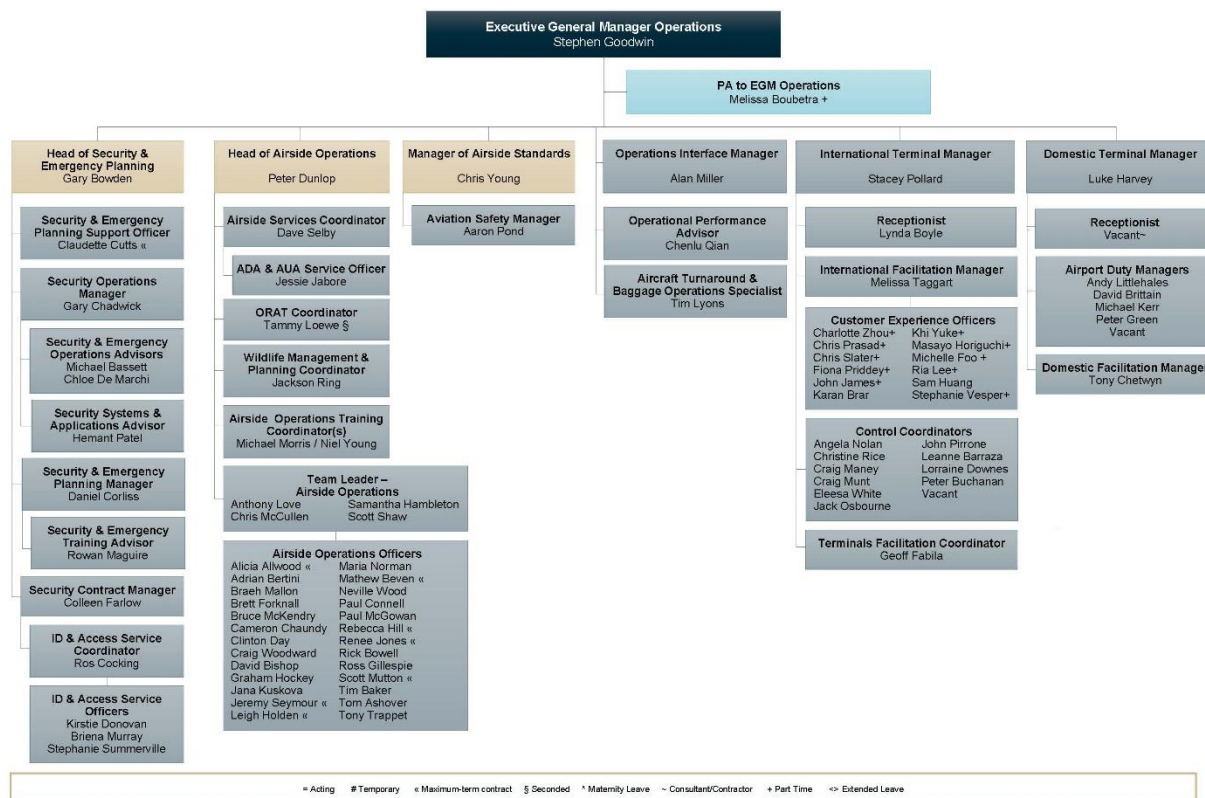 Executive General Manager Operations
Stephen Goodwin
PA to EGM Operations
Melissa Boubetra +
Head of Security &
Emergency Planning
Gary Bowden
Security & Emergency
Planning Support Officer
Claudette Cutts «
Security Operations
Manager
Gary Chadwick
Security & Emergency
Operations Advisors
Michael Bassett
Chloe De Marchi
Security Systems &
Applications Advisor
Hemant Patel
Security & Emergency
Planning Manager
Daniel Corliss
Security & Emergency
Training Advisor
Rowan Maguire
Security Contract Manager
Colleen Farlow
ID & Access Service
Coordinator
Ros Cocking
ID & Access Service
Officers
Kirstie Donovan
Briena Murray
Stephanie Summerville
Head of Airside Operations
Peter Dunlop
Airside Services Coordinator
Dave Selby
ADA & AUA Service Officer
Jessie Jabore
ORAT Coordinator
Tammy Loewe §
Wildlife Management &
Planning Coordinator
Jackson Ring
Airside Operations Training
Coordinator(s)
Michael Morris / Niel Young
Team Leader –
Airside Operations
Anthony Love Samantha Hambleton
Chris McCullen Scott Shaw
Airside Operations Officers
Alicia Allwood « Maria Norman
Adrian Bertini Mathew Beven «
Braeh Mallon Neville Wood
Brett Forknall Paul Connell
Bruce McKendry Paul McGowan
Cameron Chaundy Rebecca Hill «
Clinton Day Renee Jones «
Craig Woodward Rick Bowell
David Bishop Ross Gillespie
Graham Hockey Scott Mutton «
Jana Kuskova Tim Baker
Jeremy Seymour « Tom Ashover
Leigh Holden « Tony Trappet
Manager of Airside Standards
Chris Young
Aviation Safety Manager
Aaron Pond
Operations Interface Manager
Alan Miller
Operational Performance
Advisor
Chenlu Qian
Aircraft Turnaround &
Baggage Operations Specialist
Tim Lyons
International Terminal Manager
Stacey Pollard
Receptionist
Lynda Boyle
International Facilitation Manager
Melissa Taggart
Customer Experience Officers
Charlotte Zhou+ Khi Yuke+
Chris Prasad+ Masayo Horiguchi+
Chris Slater+ Michelle Foo +
Fiona Priddey+ Ria Lee+
John James+ Sam Huang
Karan Brar Stephanie Vesper+
Control Coordinators
Angela Nolan John Pirrone
Christine Rice Leanne Barraza
Craig Maney Lorraine Downes
Craig Munt Peter Buchanan
Eleesa White Vacant
Jack Osbourne
Terminals Facilitation Coordinator
Geoff Fabila
Domestic Terminal Manager
Luke Harvey
Receptionist
Vacant~
Airport Duty Managers
Andy Littlehales
David Brittain
Michael Kerr
Peter Green
Vacant
Domestic Facilitation Manager
Tony Chetwyn
= Acting # Temporary « Maximum-term contract § Seconded * Maternity Leave ~ Consultant/Contractor + Part Time <> Extended Leave